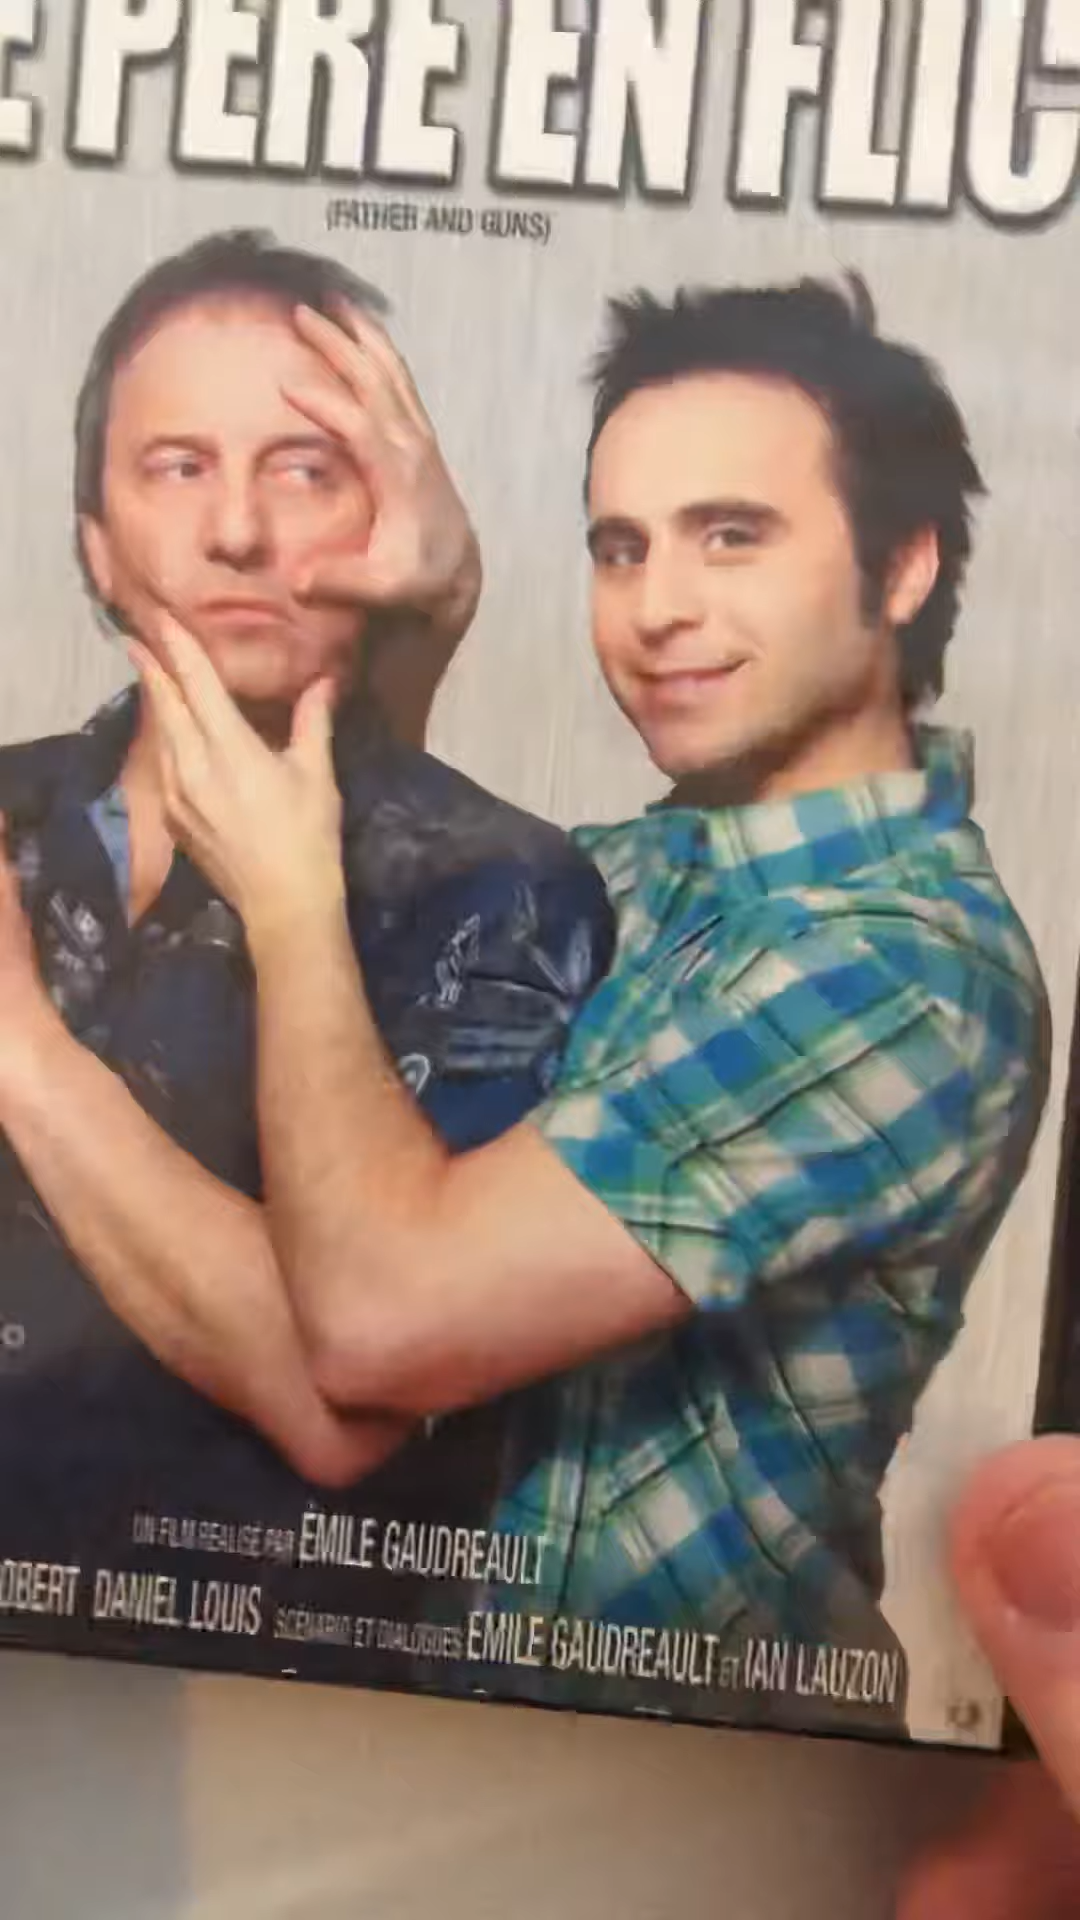 PÈRE EN FLIC
(FATHER AND GUNS)
UN FILM RÉALISÉ PAR ÉMILE GAUDREAULT
DANIEL LOUIS SCÉNARIO ET DIALOGUES ÉMILE GAUDREAULT ET IAN LAUZON